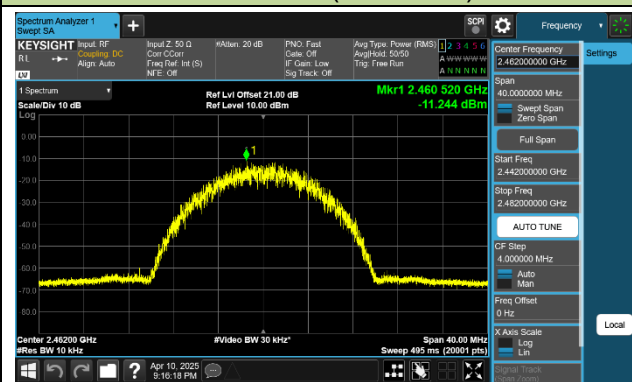 Spectrum Analyzer 1
Swept SA
SCPI
Frequency
KEYSIGHT
RL
Input: RF
Coupling: DC
Align: Auto
Input Z: 50 Ω
Corr CCorr
Freq Ref: Int (S)
NFE: Off
#Atten: 20 dB
PNO: Fast
Gate: Off
IF Gain: Low
Sig Track: Off
Avg Type: Power (RMS)
Avg|Hold: 50/50
Trig: Free Run
1 2 3 4 5 6
A W W W W W
A N N N N N
LW
1 Spectrum
Scale/Div 10 dB
Log
Ref Lvl Offset 21.00 dB
Ref Level 10.00 dBm
Mkr1 2.460 520 GHz
-11.244 dBm
1
0.00
-10.0
-20.0
-30.0
-40.0
-50.0
-60.0
-70.0
-80.0
Center 2.46200 GHz
#Res BW 10 kHz
#Video BW 30 kHz*
Span 40.00 MHz
Sweep 495 ms (20001 pts)
Center Frequency
2.462000000 GHz
Span
40.0000000 MHz
Swept Span
Zero Span
Full Span
Start Freq
2.442000000 GHz
Stop Freq
2.482000000 GHz
AUTO TUNE
CF Step
4.000000 MHz
Auto
Man
Freq Offset
0 Hz
X Axis Scale
Log
Lin
Signal Track
(Span Zoom)
Settings
Local
Apr 10, 2025
9:16:18 PM